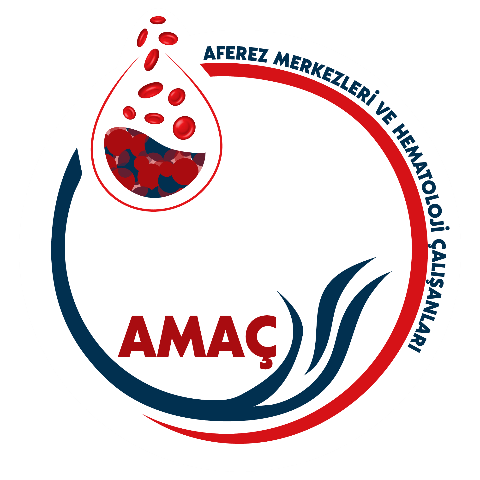 AFEREZ MERKEZLERİ VE HEMATOLOJİ ÇALIŞANLARI
AMAÇ